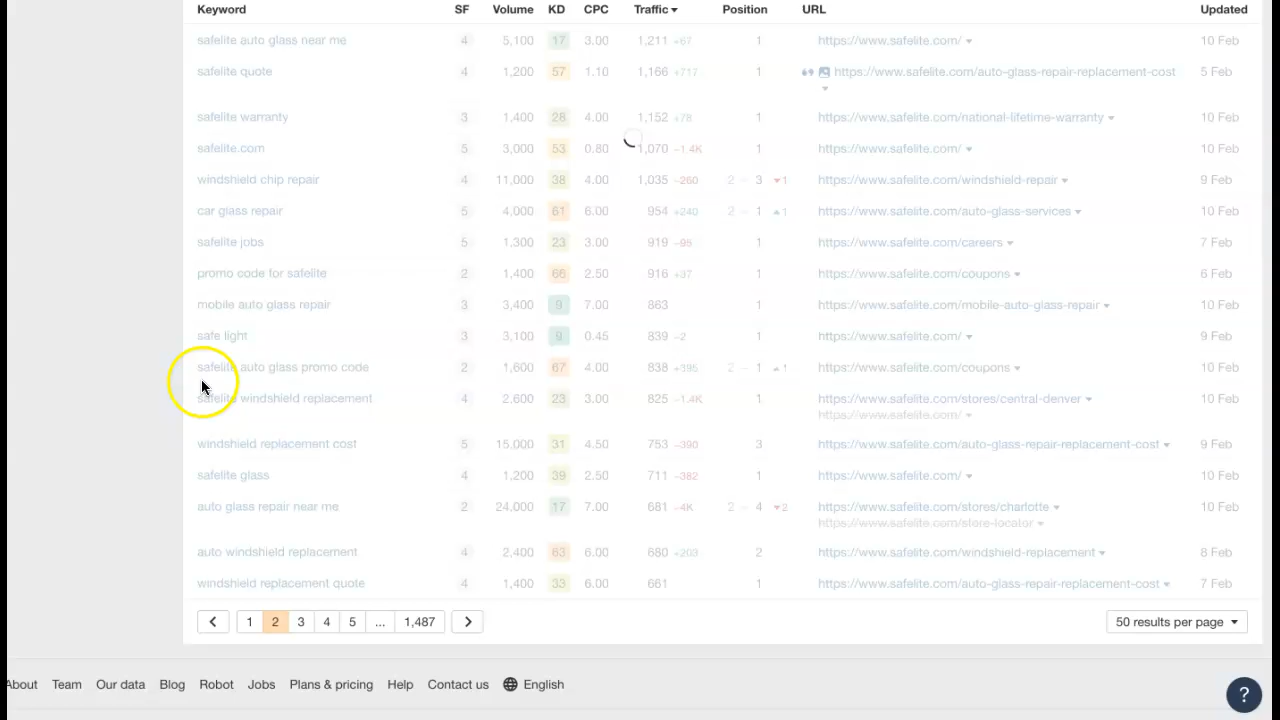 Keyword SF Volume KD CPC Traffic Position URL Updated
safelite auto glass near me 4 5,100 17 3.00 1,211 +67 1 https://www.safelite.com/ 10 Feb
safelite quote 4 1,200 57 1.10 1,166 +717 1 https://www.safelite.com/auto-glass-repair-replacement-cost 5 Feb
safelite warranty 3 1,400 28 4.00 1,152 +78 1 https://www.safelite.com/national-lifetime-warranty 10 Feb
safelite.com 5 3,000 53 0.80 1,070 −1.4K 1 https://www.safelite.com/ 10 Feb
windshield chip repair 4 11,000 38 4.00 1,035 −260 2 3 1 https://www.safelite.com/windshield-repair 9 Feb
car glass repair 5 4,000 61 6.00 954 +240 2 1 1 https://www.safelite.com/auto-glass-services 10 Feb
safelite jobs 5 1,300 23 3.00 919 −95 1 https://www.safelite.com/careers 7 Feb
promo code for safelite 2 1,400 66 2.50 916 +37 1 https://www.safelite.com/coupons 6 Feb
mobile auto glass repair 3 3,400 9 7.00 863 1 https://www.safelite.com/mobile-auto-glass-repair 10 Feb
safe light 3 3,100 9 0.45 839 −2 1 https://www.safelite.com/ 9 Feb
safelite auto glass promo code 2 1,600 67 4.00 838 +395 2 1 1 https://www.safelite.com/coupons 10 Feb
safelite windshield replacement 4 2,600 23 3.00 825 −1.4K 1 https://www.safelite.com/stores/central-denver 10 Feb
https://www.safelite.com/
windshield replacement cost 5 15,000 31 4.50 753 −390 3 https://www.safelite.com/auto-glass-repair-replacement-cost 9 Feb
safelite glass 4 1,200 39 2.50 711 −382 1 https://www.safelite.com/ 10 Feb
auto glass repair near me 2 24,000 17 7.00 681 −4K 2 4 2 https://www.safelite.com/stores/charlotte 10 Feb
https://www.safelite.com/store-locator
auto windshield replacement 4 2,400 63 6.00 680 +203 2 https://www.safelite.com/windshield-replacement 8 Feb
windshield replacement quote 4 1,400 33 6.00 661 1 https://www.safelite.com/auto-glass-repair-replacement-cost 7 Feb
1 2 3 4 5 ... 1,487 50 results per page
About Team Our data Blog Robot Jobs Plans & pricing Help Contact us English
?